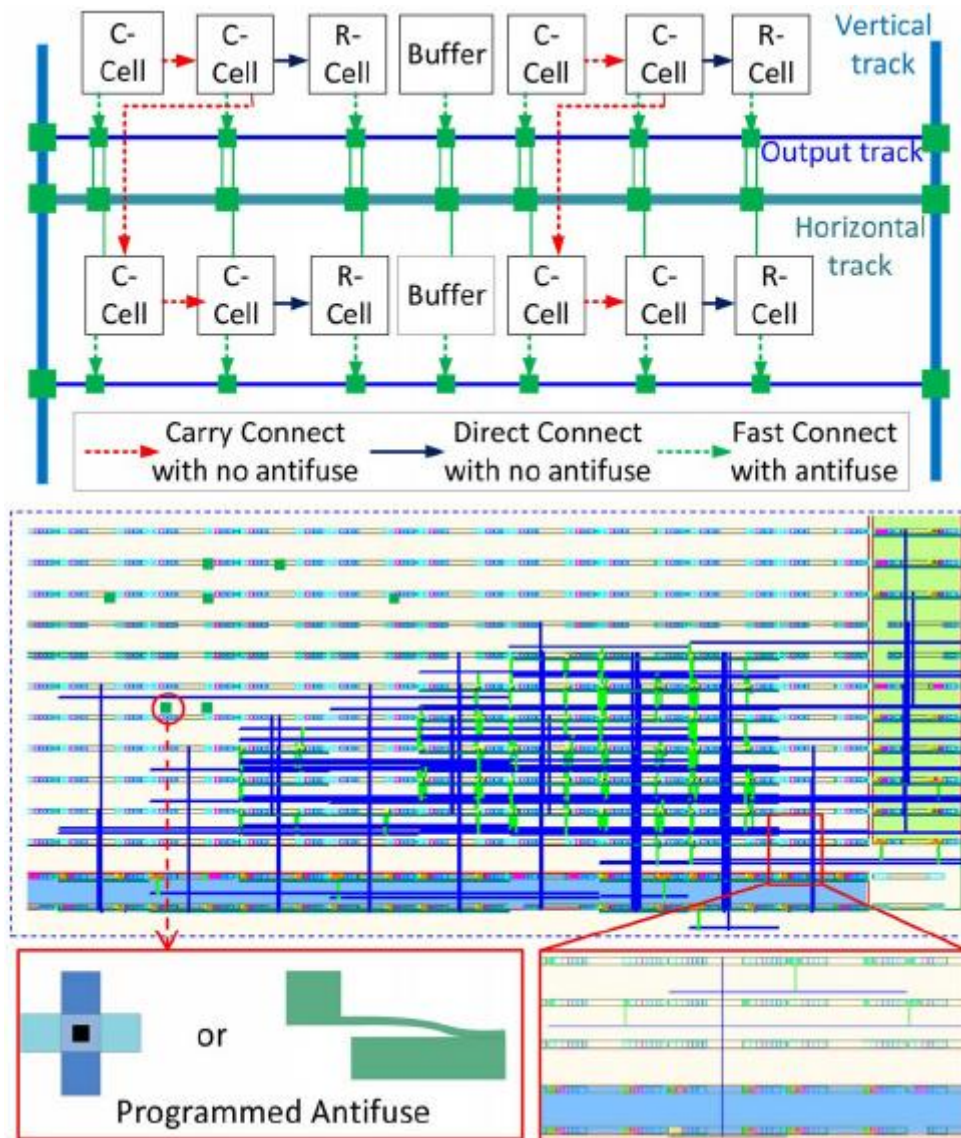 C-
Cell
C-
Cell
R-
Cell
Buffer
C-
Cell
C-
Cell
R-
Cell
Vertical
track
Output track
Horizontal
track
C-
Cell
C-
Cell
R-
Cell
Buffer
C-
Cell
C-
Cell
R-
Cell
Carry Connect
with no antifuse
Direct Connect
with no antifuse
Fast Connect
with antifuse
or
Programmed Antifuse